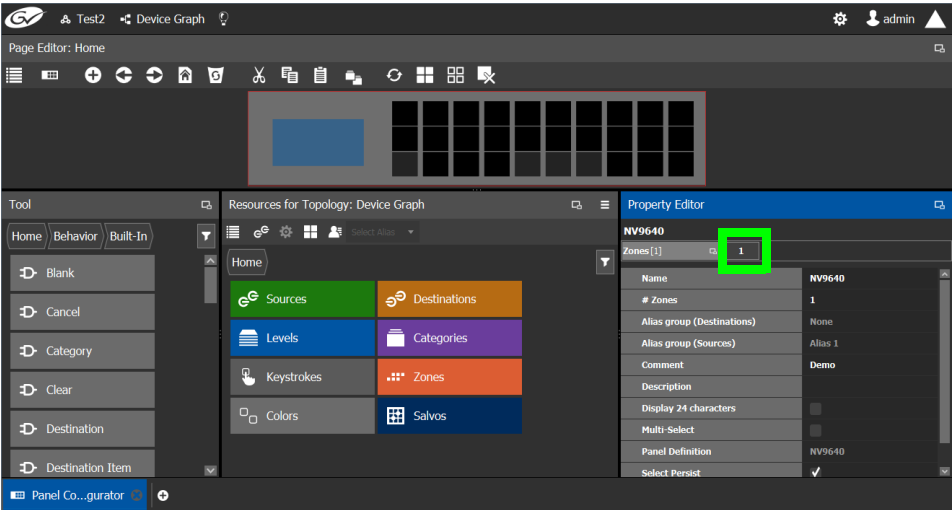 GV Test2 Device Graph admin
Page Editor: Home
Tool
Home Behavior Built-In
Blank
Cancel
Category
Clear
Destination
Destination Item
Resources for Topology: Device Graph
Select Alias
Home
Sources Destinations
Levels Categories
Keystrokes Zones
Colors Salvos
Property Editor
NV9640
Zones [1] 1
Name NV9640
# Zones 1
Alias group (Destinations) None
Alias group (Sources) Alias 1
Comment Demo
Description
Display 24 characters
Multi-Select
Panel Definition NV9640
Select Persist
Panel Co...gurator